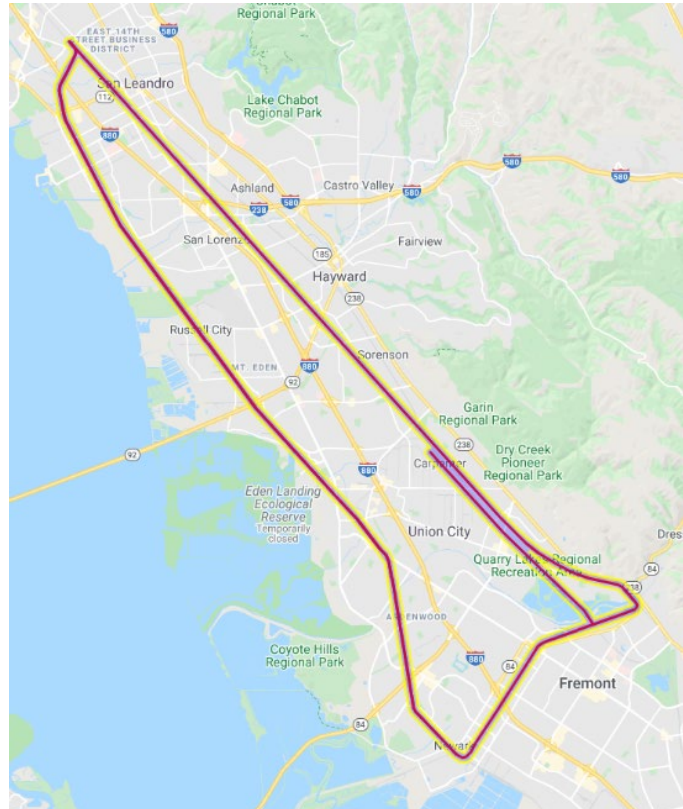 Chabot
Regional Park
EAST 14TH
STREET BUSINESS
DISTRICT
580
San Leandro
112
Lake Chabot
Regional Park
880
580
580
Ashland
Castro Valley
238
580
San Lorenzo
185
Fairview
Hayward
238
Russell City
Sorenson
MT. EDEN
880
92
Garin
Regional Park
92
238
Dry Creek
Pioneer
Regional Park
880
Eden Landing
Ecological
Reserve
Temporarily
closed
Union City
Dres
84
Quarry Lakes Regional
Recreation Area
238
Coyote Hills
Regional Park
880
84
Fremont
84